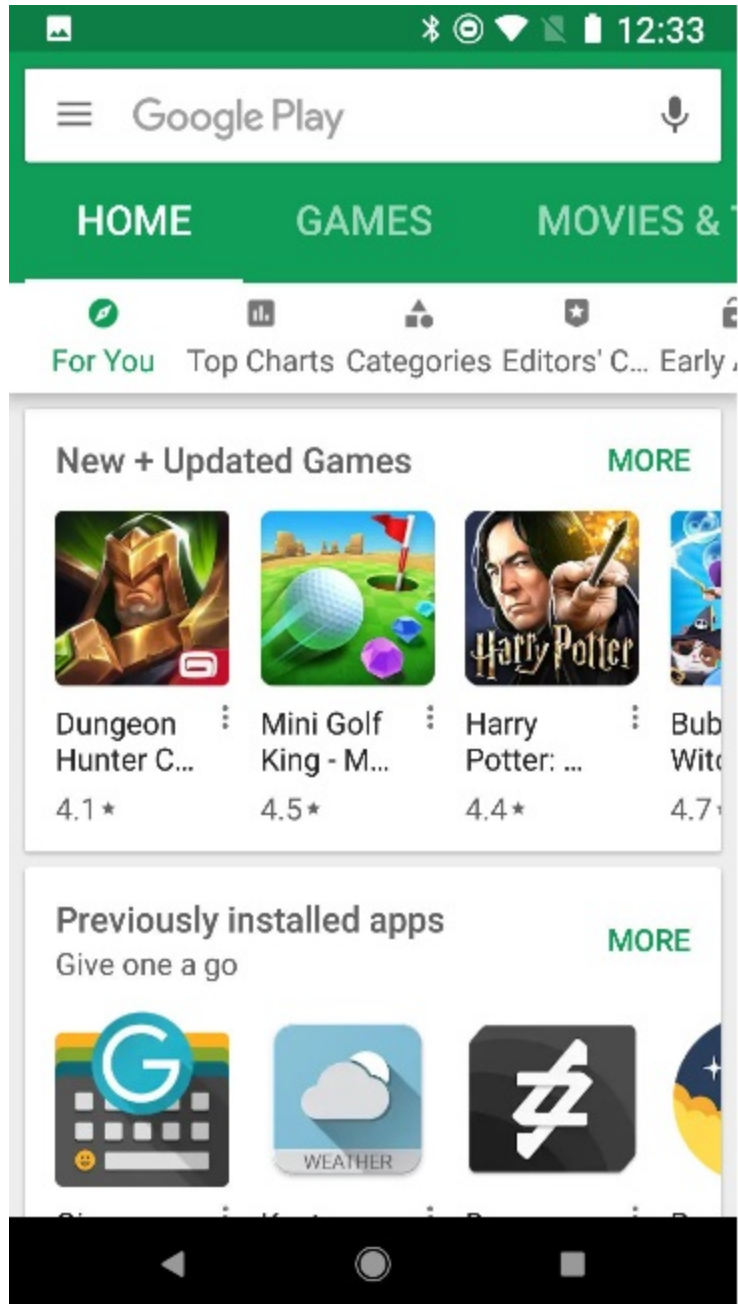 12:33
Google Play
HOME GAMES MOVIES &
For You Top Charts Categories Editors' C... Early
New + Updated Games MORE
Harry Potter
Dungeon Mini Golf Harry Bub
Hunter C... King - M... Potter: ... Witc
4.1★ 4.5★ 4.4★ 4.7
Previously installed apps
MORE
Give one a go
G
WEATHER